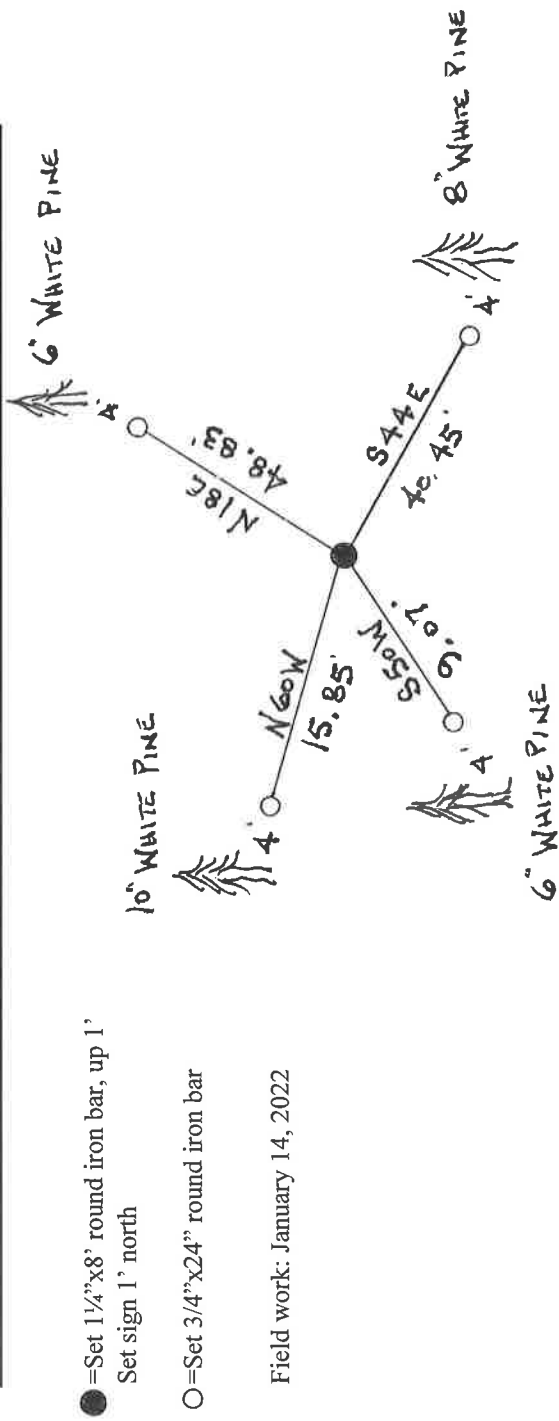 ●=Set 1¼"x8' round iron bar, up 1'
Set sign 1' north
○=Set 3/4"x24" round iron bar
Field work: January 14, 2022
10" WHITE PINE
4'
N60W
15.85'
6" WHITE PINE
4'
N18E
48.83'
S44E
40.45'
4'
8" WHITE PINE
S50W
9.07'
4'
6" WHITE PINE